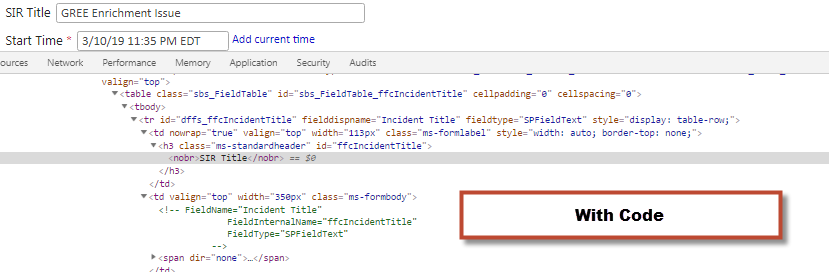 SIR Title GREE Enrichment Issue
Start Time * 3/10/19 11:35 PM EDT Add current time
ources Network Performance Memory Application Security Audits
valign="top">
▼<table class="sbs_FieldTable" id="sbs_FieldTable_ffcIncidentTitle" cellpadding="0" cellspacing="0">
▼<tbody>
▼<tr id="dffs_ffcIncidentTitle" fielddispname="Incident Title" fieldtype="SPFieldText" style="display: table-row;">
▼<td nowrap="true" valign="top" width="113px" class="ms-formlabel" style="width: auto; border-top: none;">
▼<h3 class="ms-standardheader" id="ffcIncidentTitle">
<nobr>SIR Title</nobr> == $0
</h3>
</td>
▼<td valign="top" width="350px" class="ms-formbody">
<!-- FieldName="Incident Title"
FieldInternalName="ffcIncidentTitle"
FieldType="SPFieldText"
-->
▶<span dir="none">…</span>
</td>
With Code